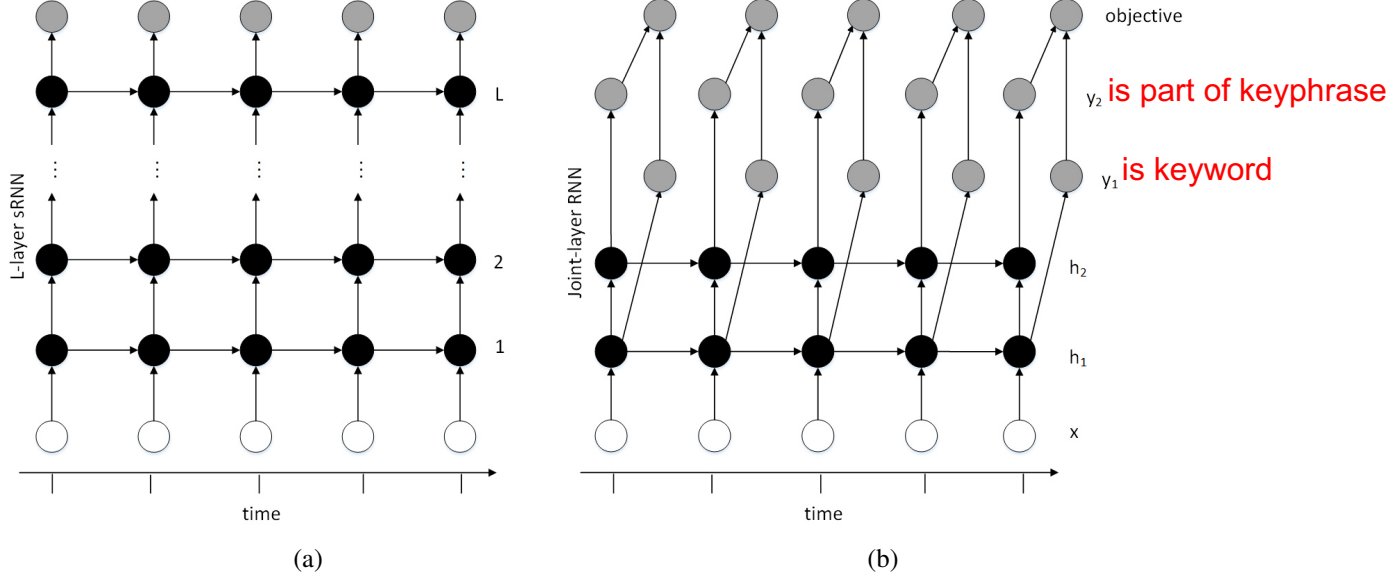 L-layer sRNN
L
⋮
⋮
⋮
⋮
⋮
2
1
time
(a)
Joint-layer RNN
objective
y₂ is part of keyphrase
y₁ is keyword
h₂
h₁
x
time
(b)